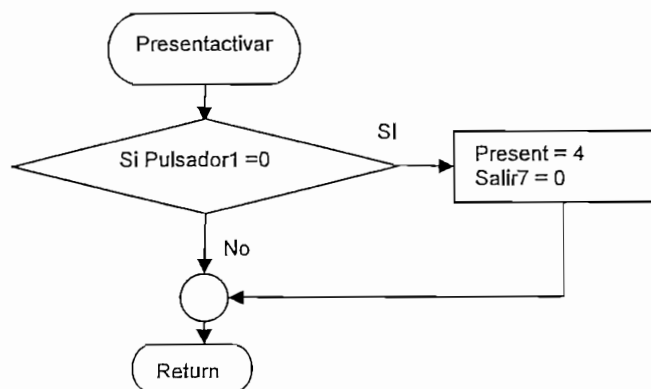 Presentactivar
Si Pulsador1 =0
SI
Present = 4
Salir7 = 0
No
Return